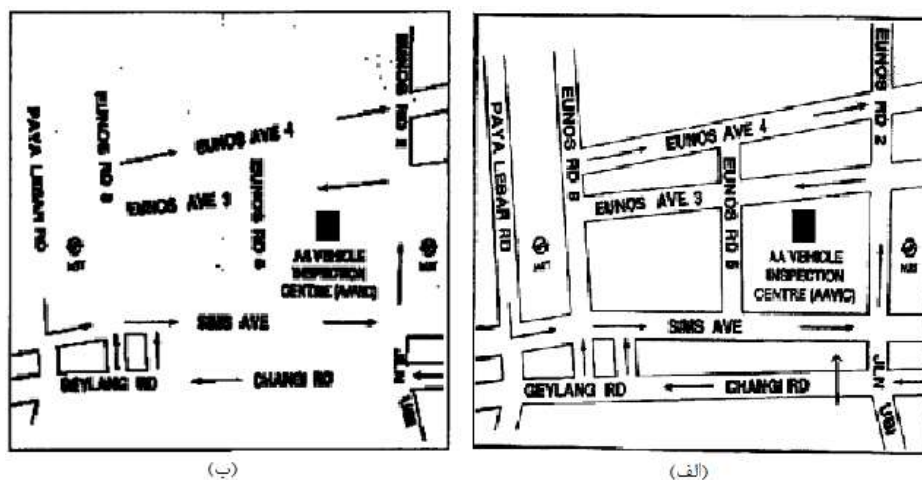 EUNOS RD 2
PAYA LEBAR RD
EUNOS RD 8
EUNOS AVE 4
EUNOS RD 5
EUNOS AVE 3
AA VEHICLE
INSPECTION
CENTRE (AAVIC)
SIMS AVE
GEYLANG RD
CHANGI RD
JLN
UBI
(ب)
EUNOS RD 2
PAYA LEBAR RD
EUNOS RD 8
EUNOS AVE 4
EUNOS RD 5
EUNOS AVE 3
AA VEHICLE
INSPECTION
CENTRE (AAVIC)
SIMS AVE
GEYLANG RD
CHANGI RD
JLN
UBI
(الف)